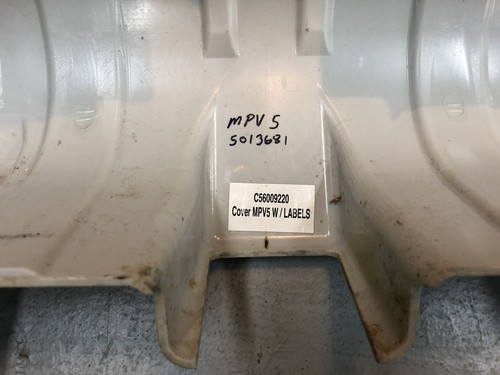 MPV 5
5013681
C56009220
Cover MPV5 W / LABELS